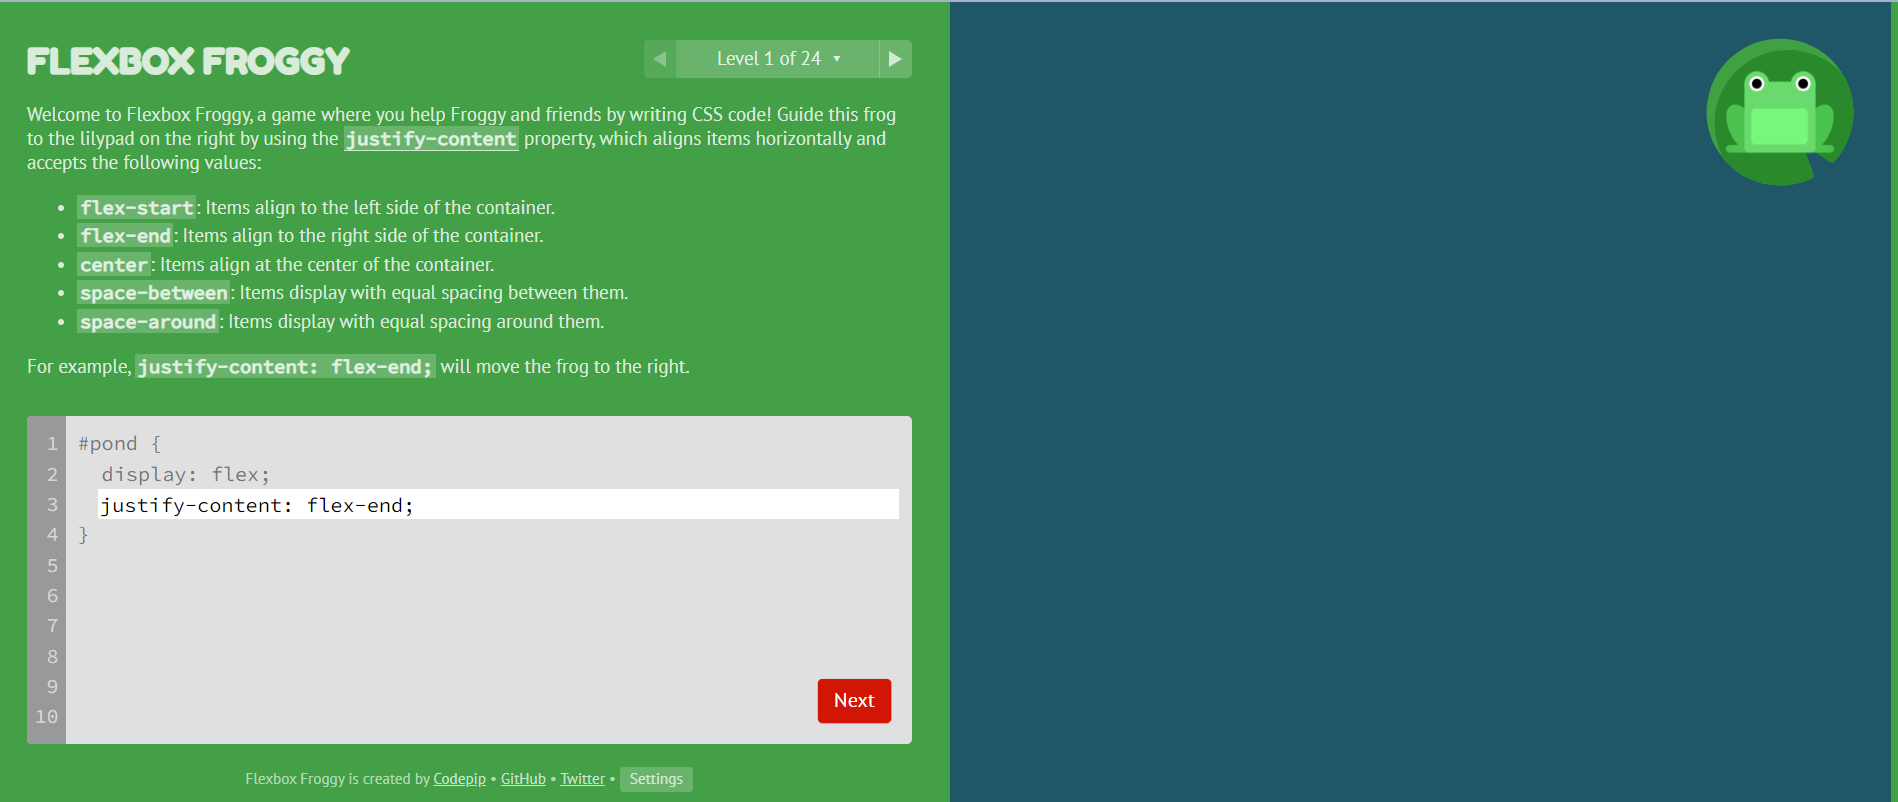 FLEXBOX FROGGY
◀ Level 1 of 24 ▾ ▶
Welcome to Flexbox Froggy, a game where you help Froggy and friends by writing CSS code! Guide this frog
to the lilypad on the right by using the justify-content property, which aligns items horizontally and
accepts the following values:
• flex-start: Items align to the left side of the container.
• flex-end: Items align to the right side of the container.
• center: Items align at the center of the container.
• space-between: Items display with equal spacing between them.
• space-around: Items display with equal spacing around them.
For example, justify-content: flex-end; will move the frog to the right.
1 #pond {
2 display: flex;
3 justify-content: flex-end;
4 }
5
6
7
8
9
10
Next
Flexbox Froggy is created by Codepip • GitHub • Twitter • Settings